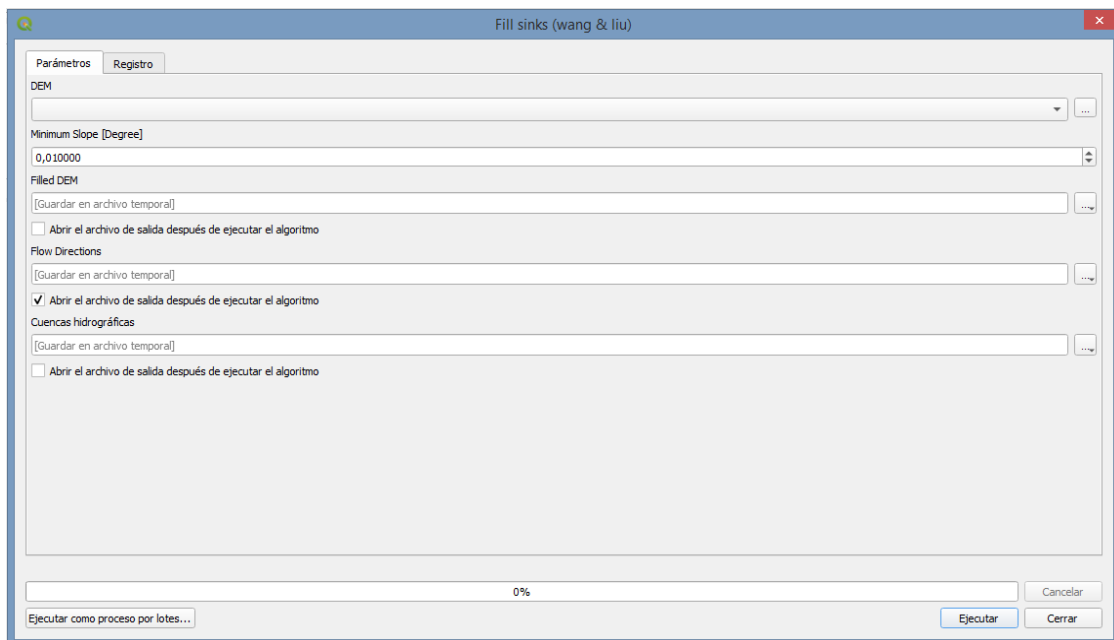 Fill sinks (wang & liu)
Parámetros
Registro
DEM
...
Minimum Slope [Degree]
0,010000
Filled DEM
[Guardar en archivo temporal]
...
Abrir el archivo de salida después de ejecutar el algoritmo
Flow Directions
[Guardar en archivo temporal]
...
Abrir el archivo de salida después de ejecutar el algoritmo
Cuencas hidrográficas
[Guardar en archivo temporal]
...
Abrir el archivo de salida después de ejecutar el algoritmo
0%
Cancelar
Ejecutar como proceso por lotes...
Ejecutar
Cerrar